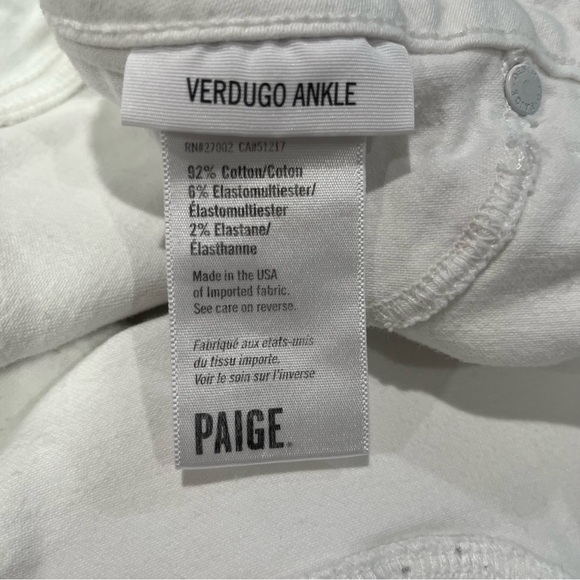 VERDUGO ANKLE
RN#27002 CA#51217
92% Cotton/Coton
6% Elastomultiester/
Élastomultiester
2% Elastane/
Élasthanne
Made in the USA
of Imported fabric.
See care on reverse.
Fabriqué aux etats-unis
du tissu importe.
Voir le soin sur l'inverse
PAIGE.